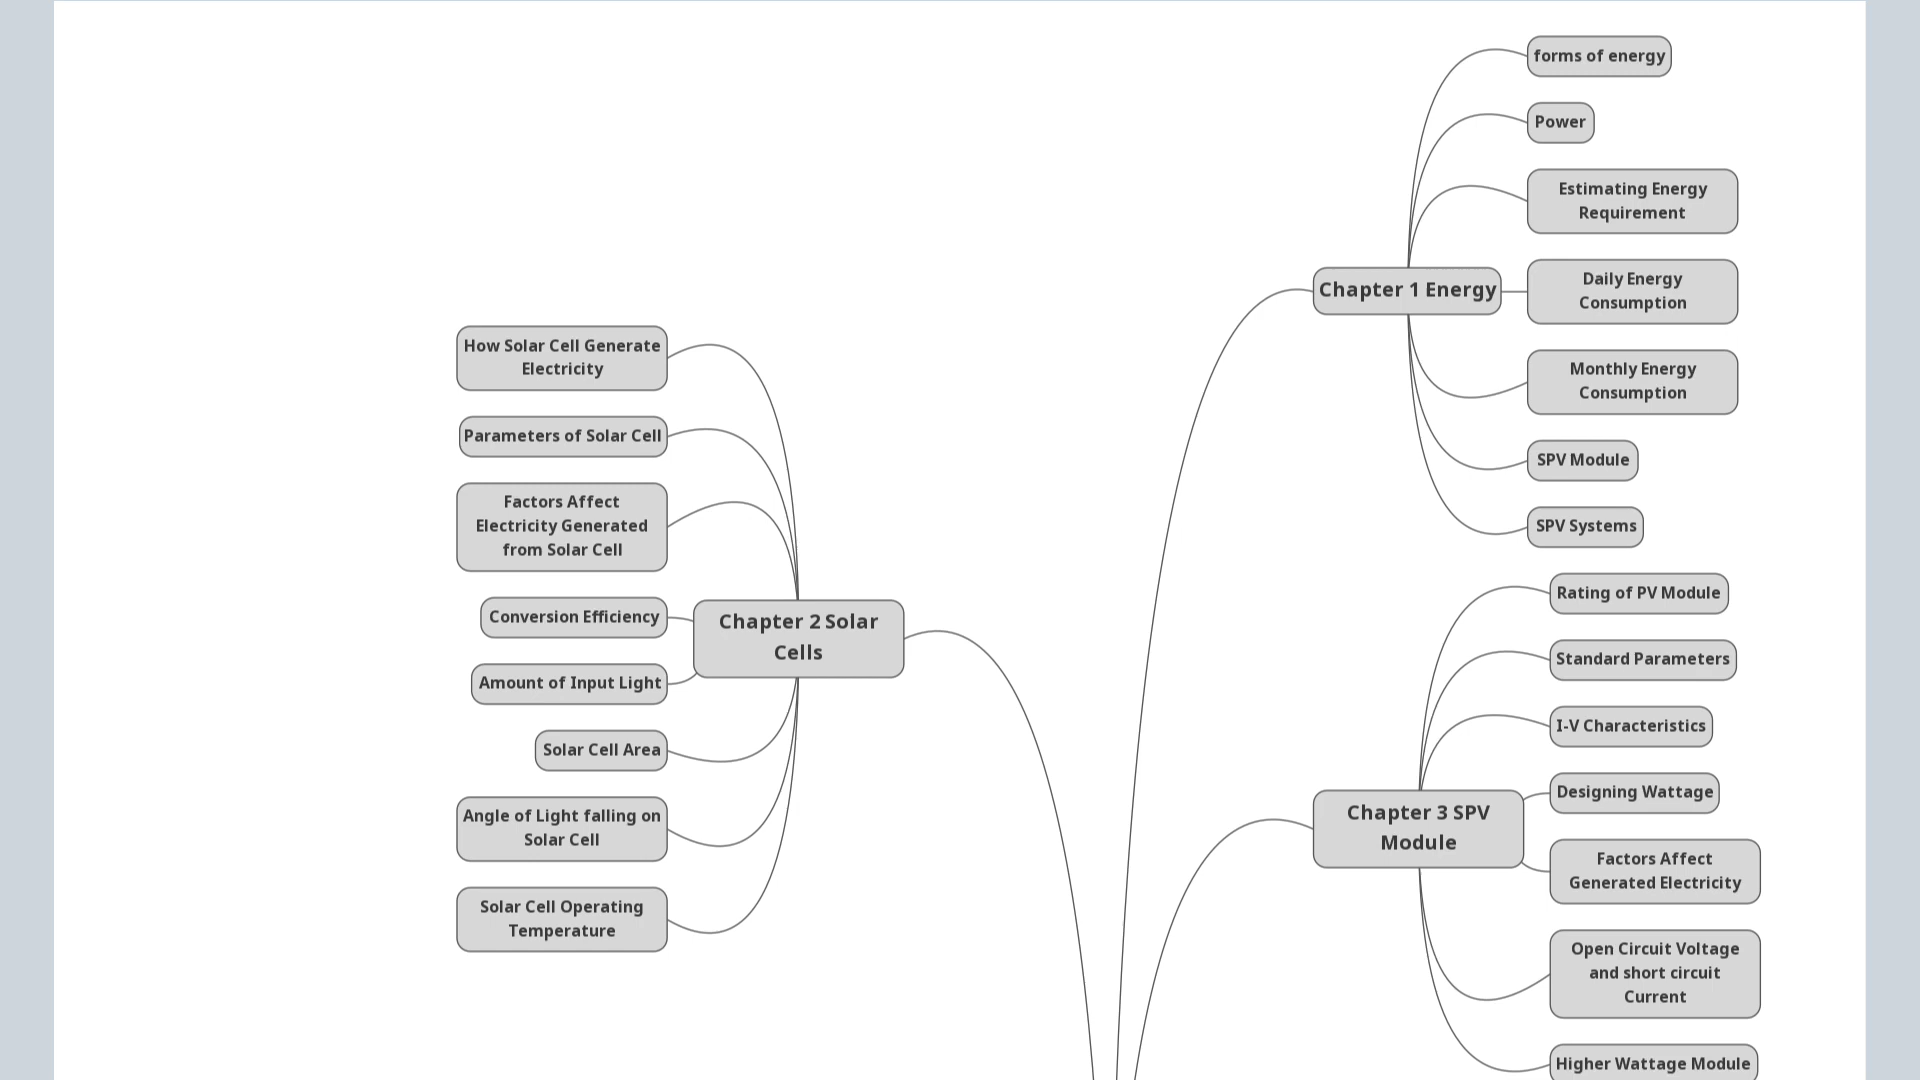 forms of energy
Power
Estimating Energy
Requirement
Chapter 1 Energy
Daily Energy
Consumption
Monthly Energy
Consumption
SPV Module
SPV Systems
How Solar Cell Generate
Electricity
Parameters of Solar Cell
Factors Affect
Electricity Generated
from Solar Cell
Conversion Efficiency
Chapter 2 Solar
Cells
Amount of Input Light
Solar Cell Area
Angle of Light falling on
Solar Cell
Solar Cell Operating
Temperature
Rating of PV Module
Standard Parameters
I-V Characteristics
Chapter 3 SPV
Module
Designing Wattage
Factors Affect
Generated Electricity
Open Circuit Voltage
and short circuit
Current
Higher Wattage Module